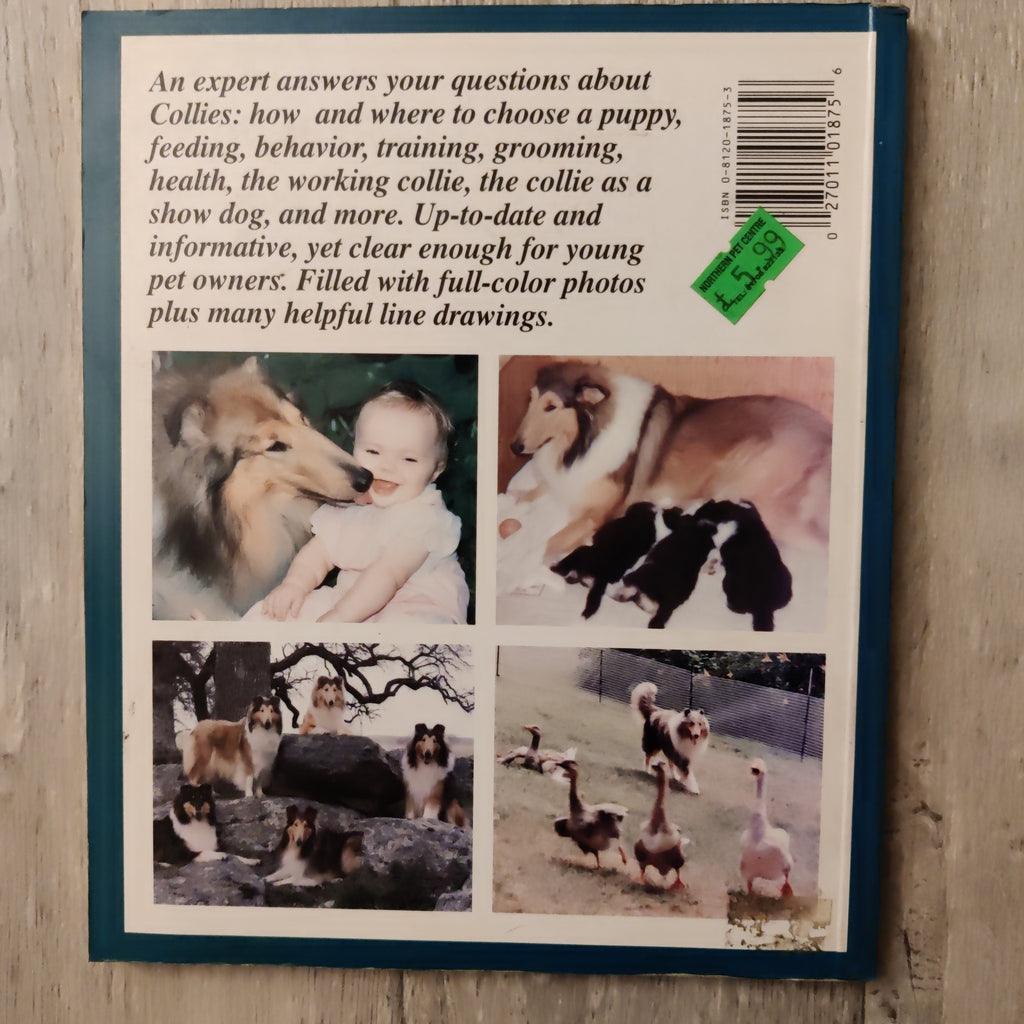 An expert answers your questions about
Collies: how and where to choose a puppy,
feeding, behavior, training, grooming,
health, the working collie, the collie as a
show dog, and more. Up-to-date and
informative, yet clear enough for young
pet owners. Filled with full-color photos
plus many helpful line drawings.
ISBN 0-8120-1875-3
0 27011 01875 6
NORTHERN PET CENTRE
£ 5.99